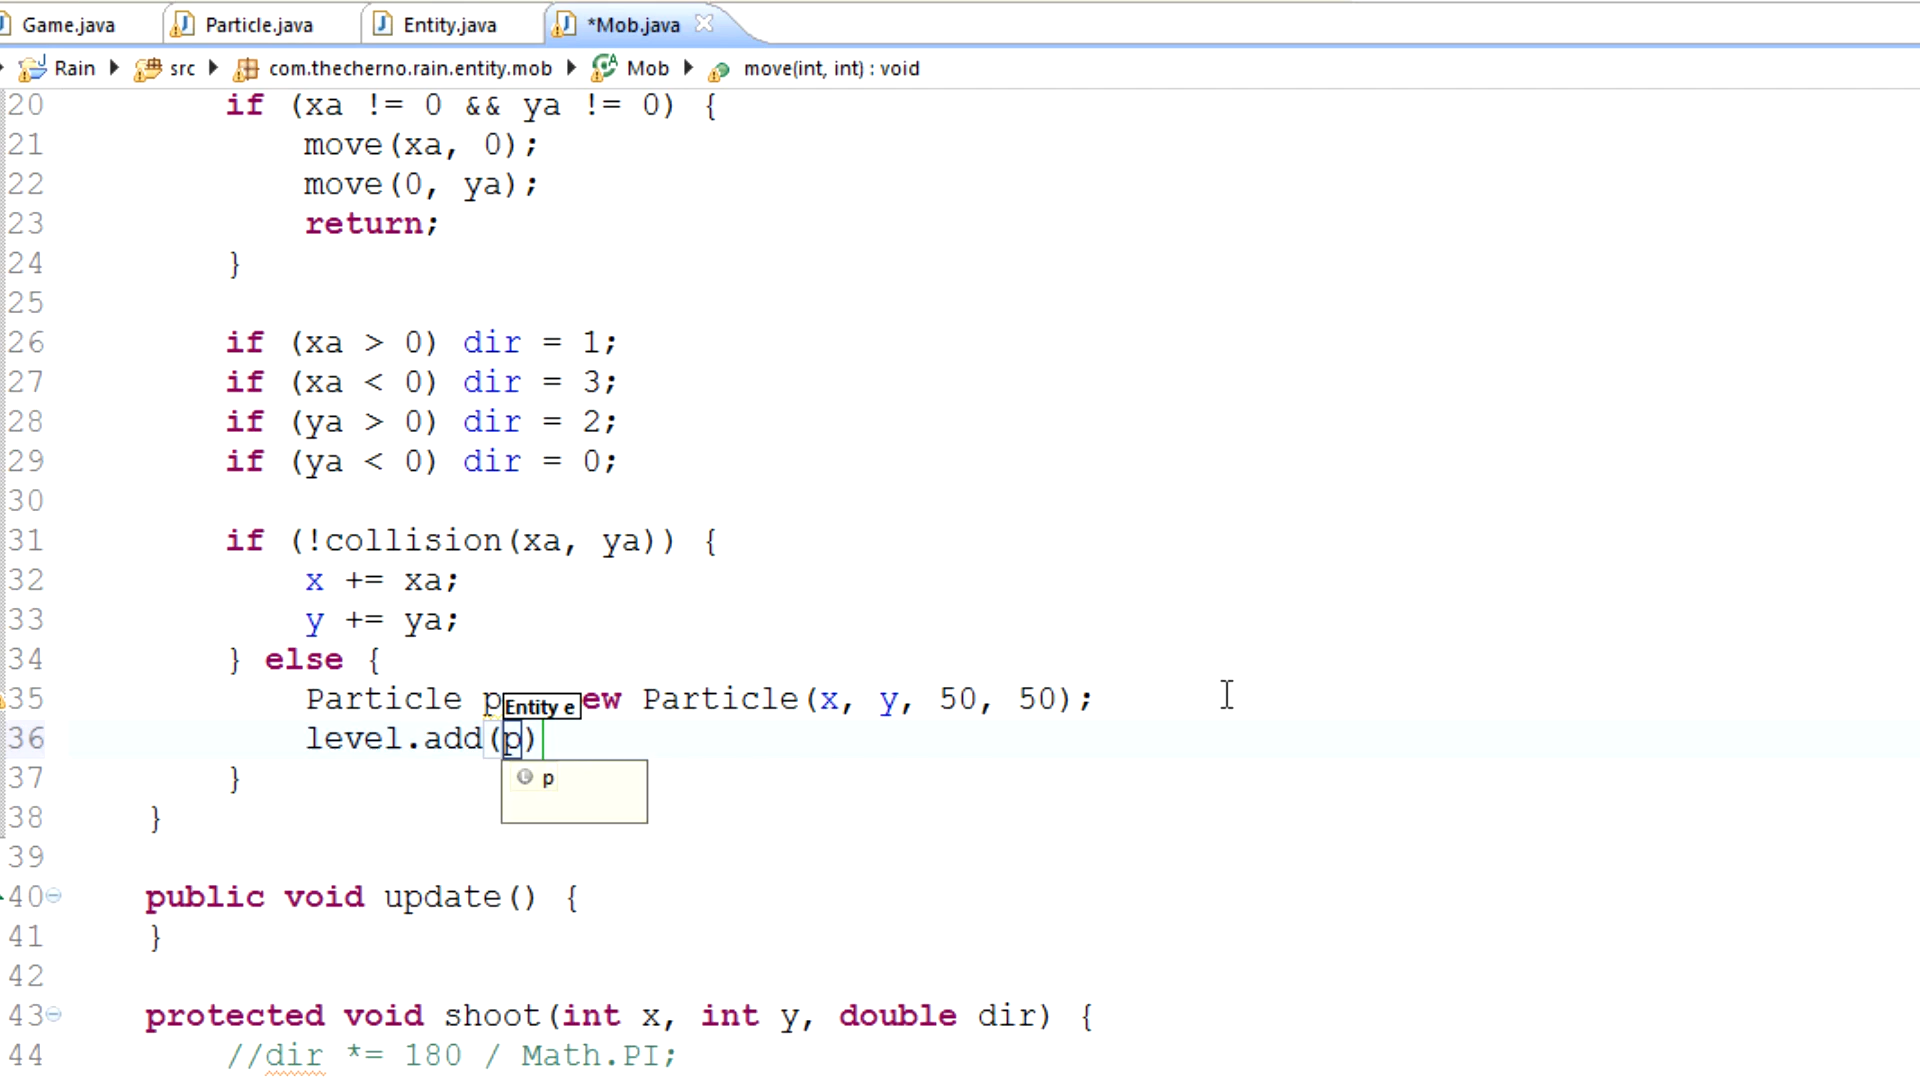 Game.java Particle.java Entity.java *Mob.java
Rain src com.thecherno.rain.entity.mob Mob move(int, int) : void
20 if (xa != 0 && ya != 0) {
21 move(xa, 0);
22 move(0, ya);
23 return;
24 }
25
26 if (xa > 0) dir = 1;
27 if (xa < 0) dir = 3;
28 if (ya > 0) dir = 2;
29 if (ya < 0) dir = 0;
30
31 if (!collision(xa, ya)) {
32 x += xa;
33 y += ya;
34 } else {
35 Particle p ew Particle(x, y, 50, 50);
Entity e
36 level.add(p)
p
37 }
38 }
39
40 public void update() {
41 }
42
43 protected void shoot(int x, int y, double dir) {
44 //dir *= 180 / Math.PI;